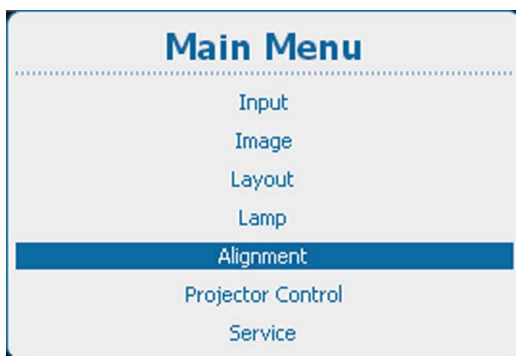 Main Menu
Input
Image
Layout
Lamp
Alignment
Projector Control
Service